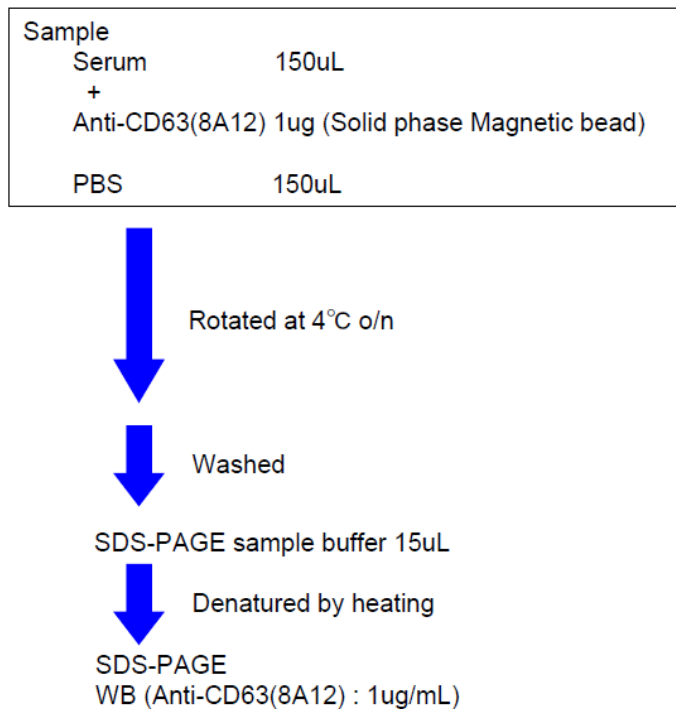 Sample
Serum 150uL
+
Anti-CD63(8A12) 1ug (Solid phase Magnetic bead)
PBS 150uL
Rotated at 4℃ o/n
Washed
SDS-PAGE sample buffer 15uL
Denatured by heating
SDS-PAGE
WB (Anti-CD63(8A12) : 1ug/mL)